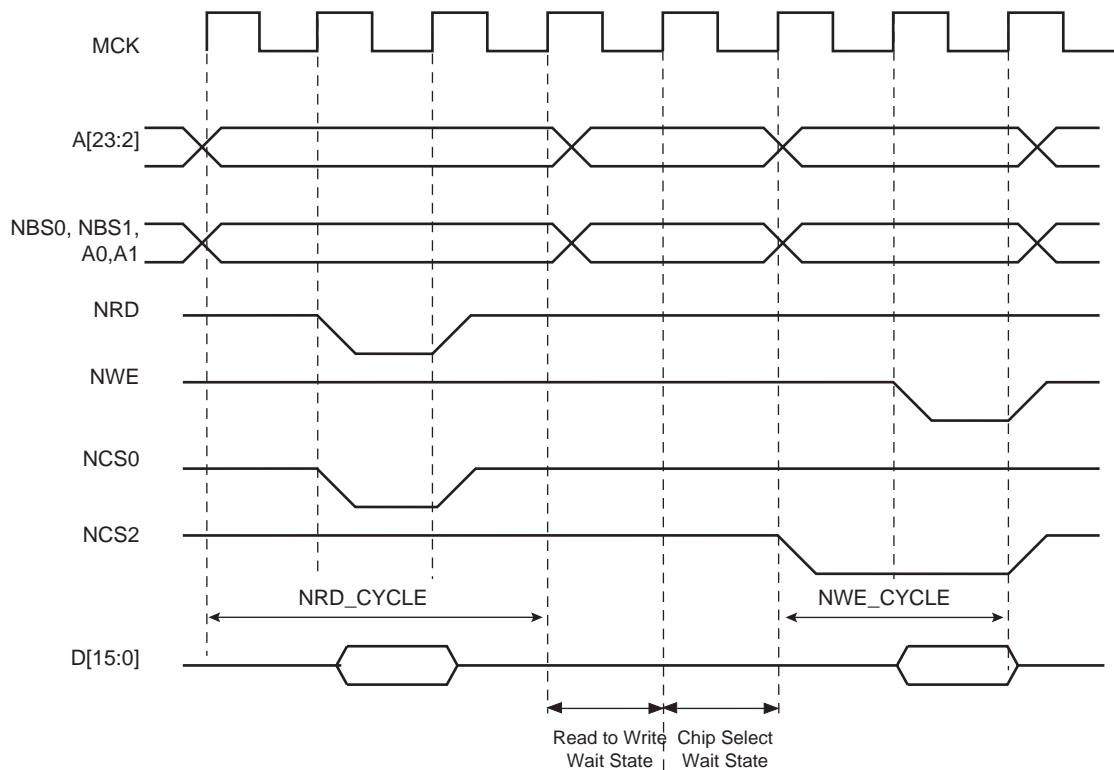 MCK
A[23:2]
NBS0, NBS1,
A0,A1
NRD
NWE
NCS0
NCS2
NRD_CYCLE
NWE_CYCLE
D[15:0]
Read to Write
Wait State
Chip Select
Wait State